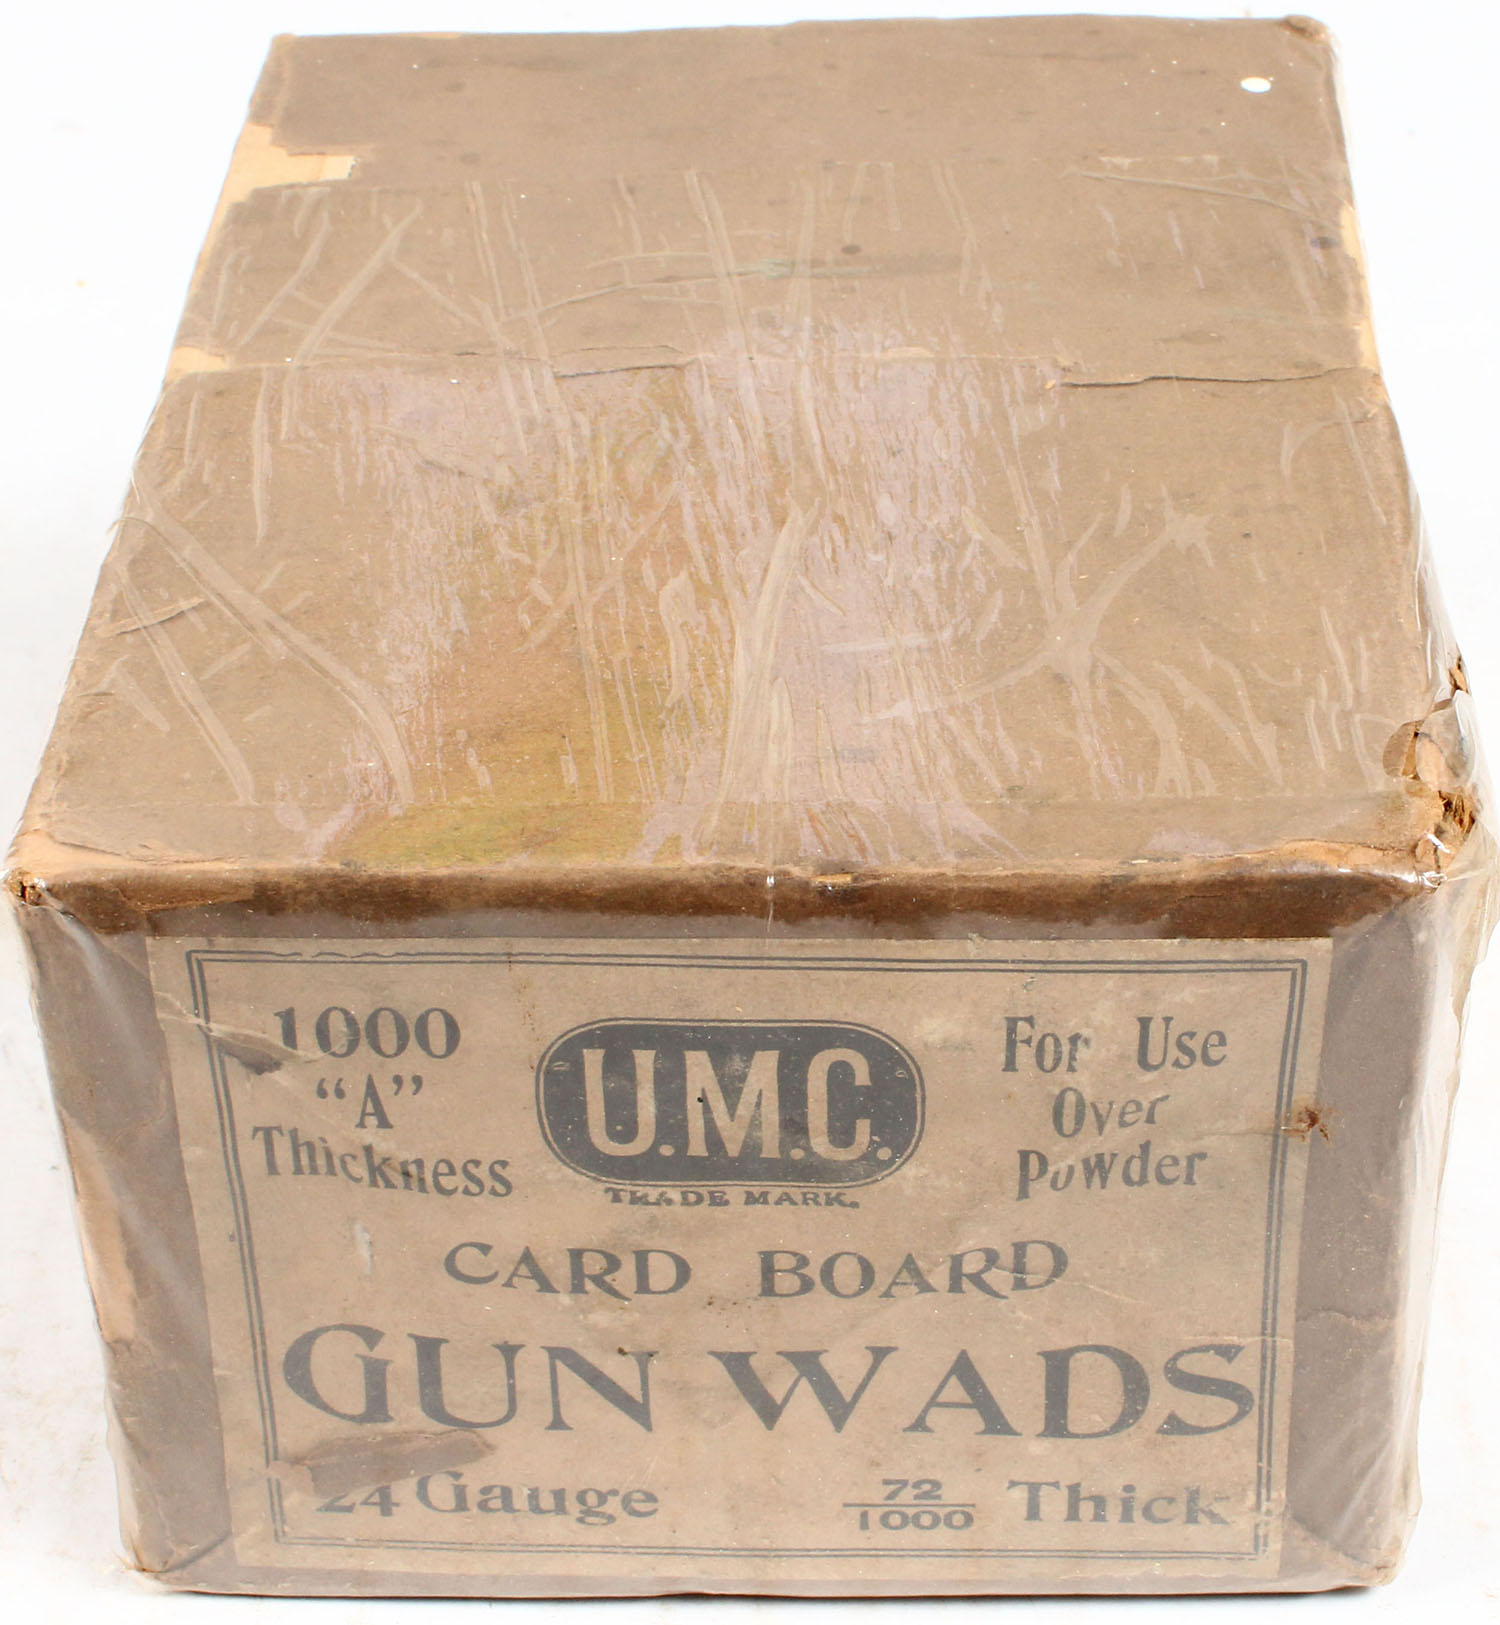 1000
“A”
Thickness
U.M.C.
TRADE MARK.
For Use
Over
Powder
CARD BOARD
GUN WADS
24 Gauge
72/1000 Thick